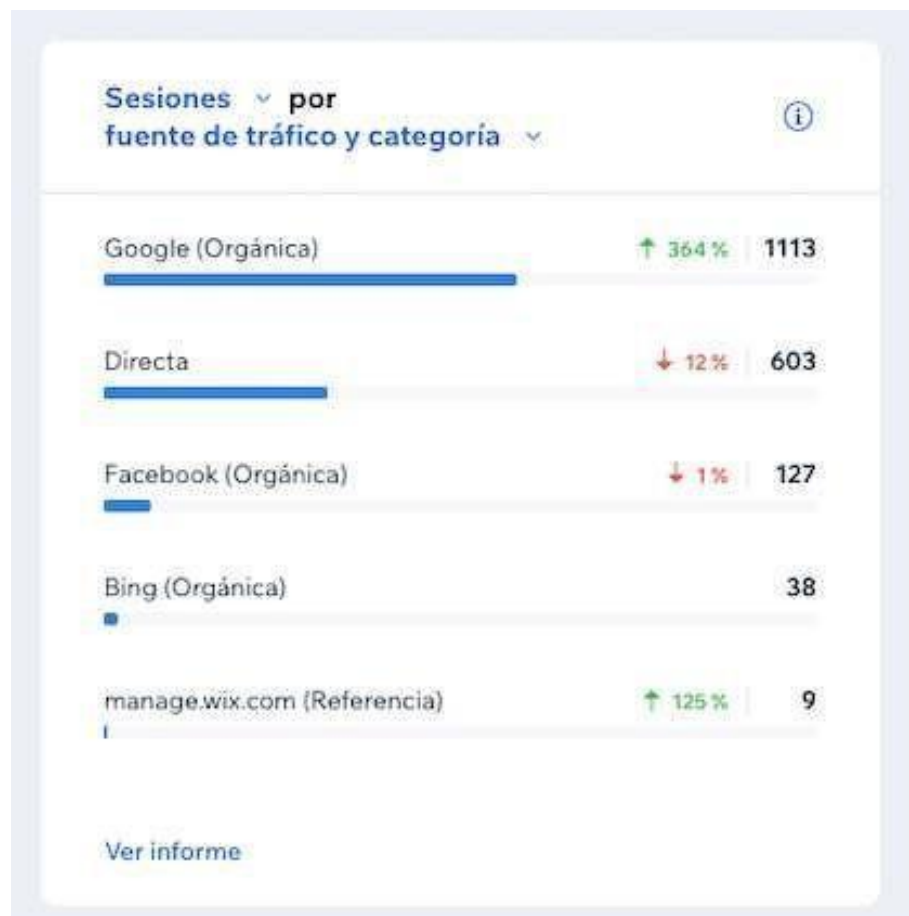 Sesiones por
fuente de tráfico y categoría
Google (Orgánica) ↑ 364 % 1113
Directa ↓ 12 % 603
Facebook (Orgánica) ↓ 1 % 127
Bing (Orgánica) 38
manage.wix.com (Referencia) ↑ 125 % 9
Ver informe